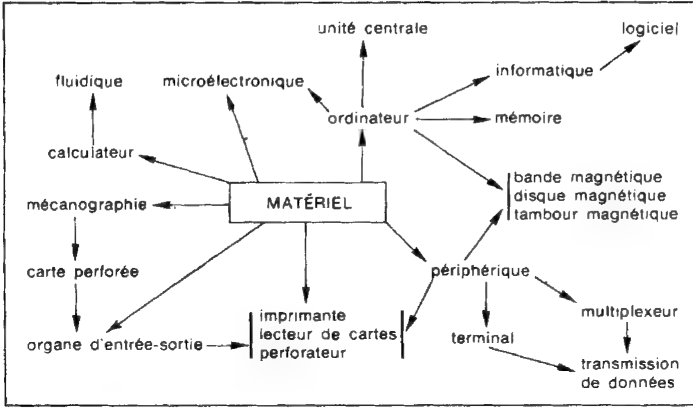 unité centrale
logiciel
fluidique
microélectronique
informatique
ordinateur
mémoire
calculateur
bande magnétique
disque magnétique
tambour magnétique
mécanographie
MATÉRIEL
carte perforée
périphérique
imprimante
lecteur de cartes
perforateur
multiplexeur
organe d'entrée-sortie
terminal
transmission
de données